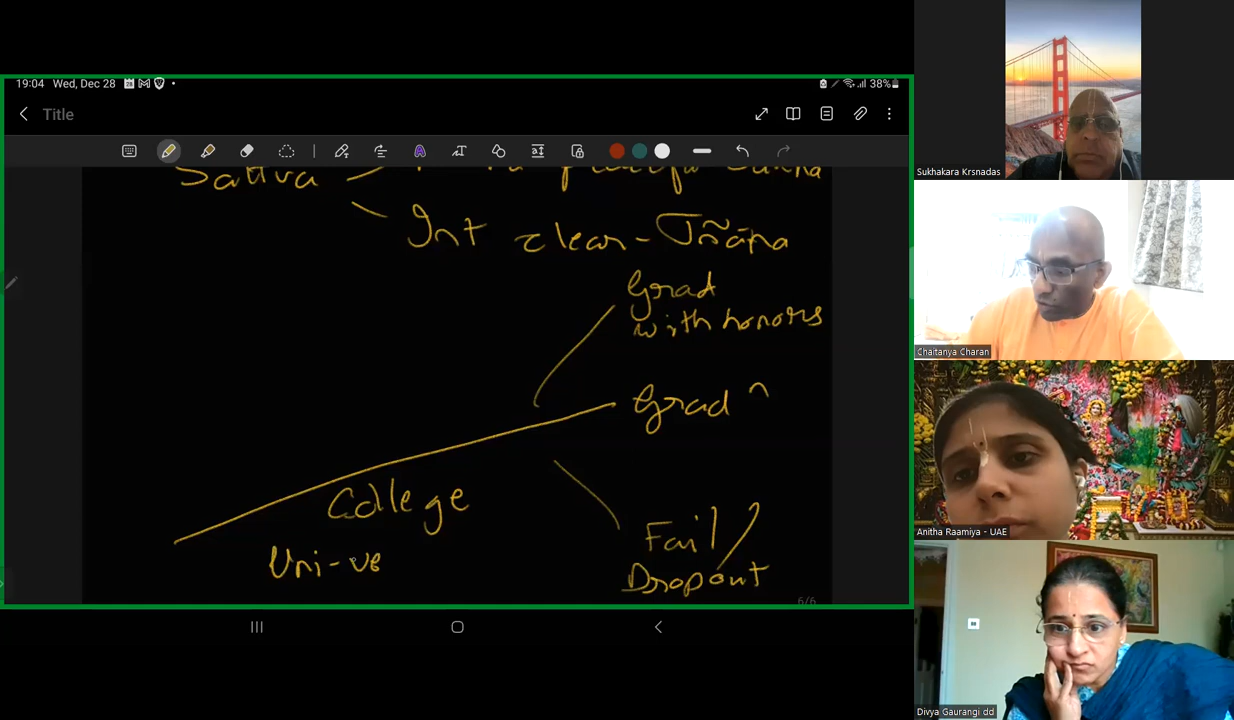 19:04 Wed, Dec 28
38%
Title
Sattva
Int clear - Jñāna
Grad
with honors
Grad
College
Uni-ve
Fail/
Dropout
6/6
Sukhakara Krsnadas
Chaitanya Charan
Anitha Raamiya - UAE
Divya Gaurangi dd